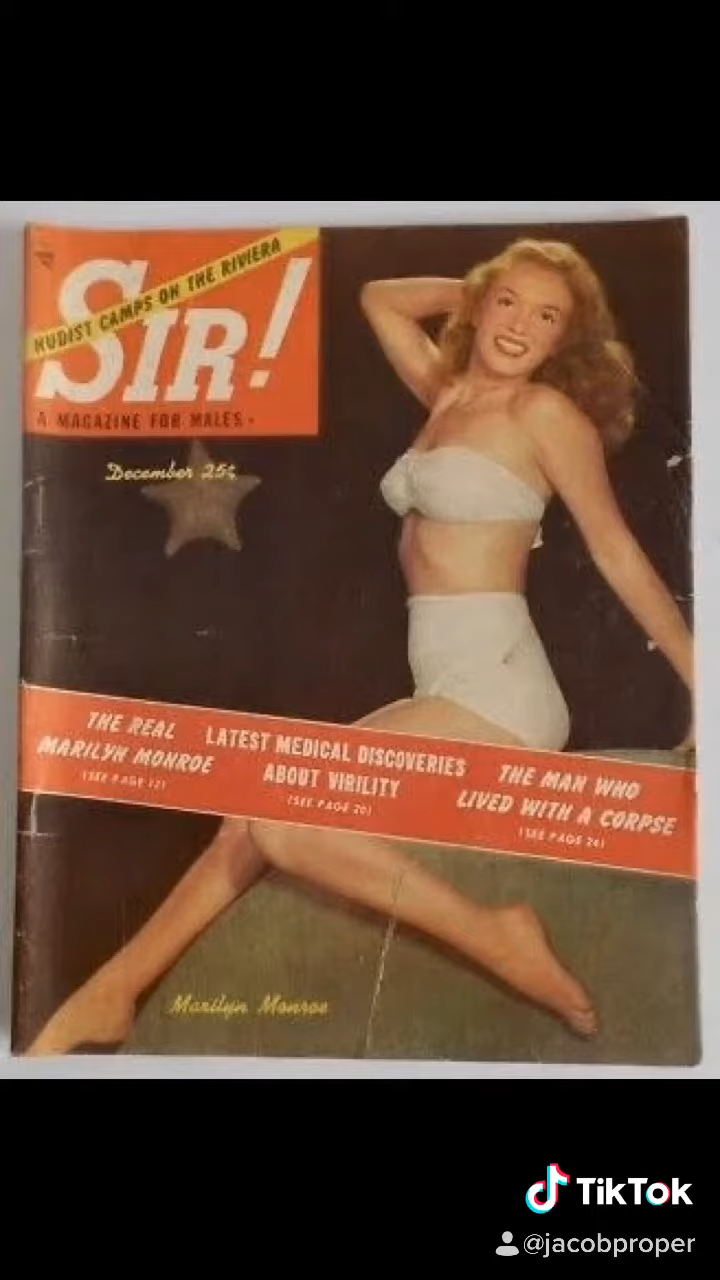 NUDIST CAMPS ON THE RIVIERA
SIR!
A MAGAZINE FOR MALES
December 25¢
THE REAL
MARILYN MONROE
(SEE PAGE 12)
LATEST MEDICAL DISCOVERIES
ABOUT VIRILITY
(SEE PAGE 20)
THE MAN WHO
LIVED WITH A CORPSE
(SEE PAGE 24)
Marilyn Monroe
TikTok
@jacobproper